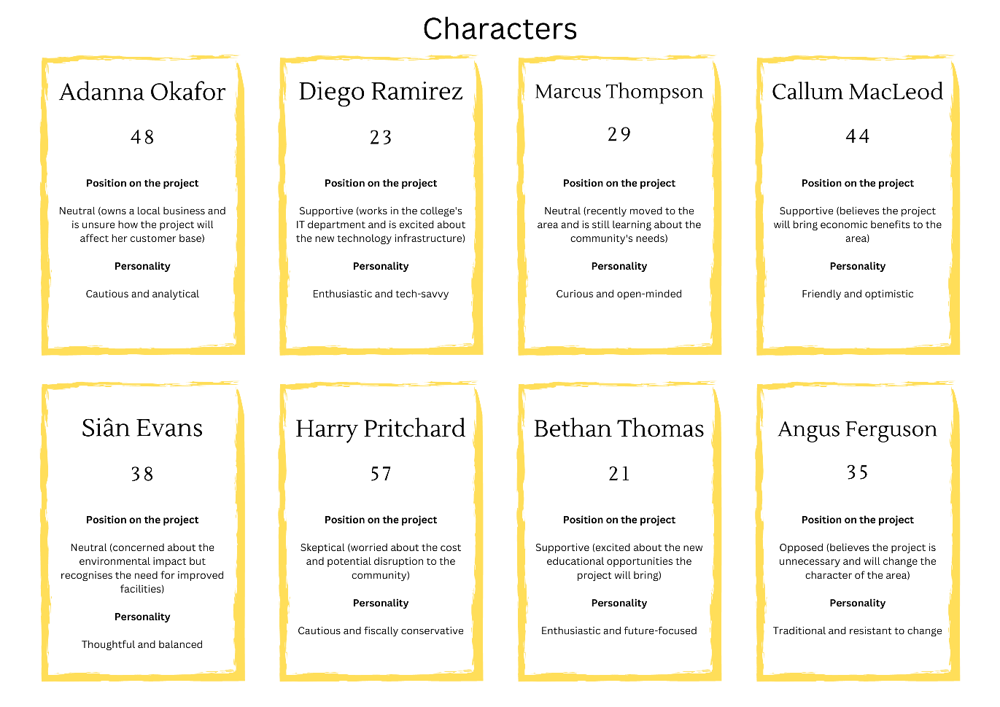 Characters
Adanna Okafor
48
Position on the project
Neutral (owns a local business and
is unsure how the project will
affect her customer base)
Personality
Cautious and analytical
Diego Ramirez
23
Position on the project
Supportive (works in the college's
IT department and is excited about
the new technology infrastructure)
Personality
Enthusiastic and tech-savvy
Marcus Thompson
29
Position on the project
Neutral (recently moved to the
area and is still learning about the
community's needs)
Personality
Curious and open-minded
Callum MacLeod
44
Position on the project
Supportive (believes the project
will bring economic benefits to the
area)
Personality
Friendly and optimistic
Siân Evans
38
Position on the project
Neutral (concerned about the
environmental impact but
recognises the need for improved
facilities)
Personality
Thoughtful and balanced
Harry Pritchard
57
Position on the project
Skeptical (worried about the cost
and potential disruption to the
community)
Personality
Cautious and fiscally conservative
Bethan Thomas
21
Position on the project
Supportive (excited about the new
educational opportunities the
project will bring)
Personality
Enthusiastic and future-focused
Angus Ferguson
35
Position on the project
Opposed (believes the project is
unnecessary and will change the
character of the area)
Personality
Traditional and resistant to change